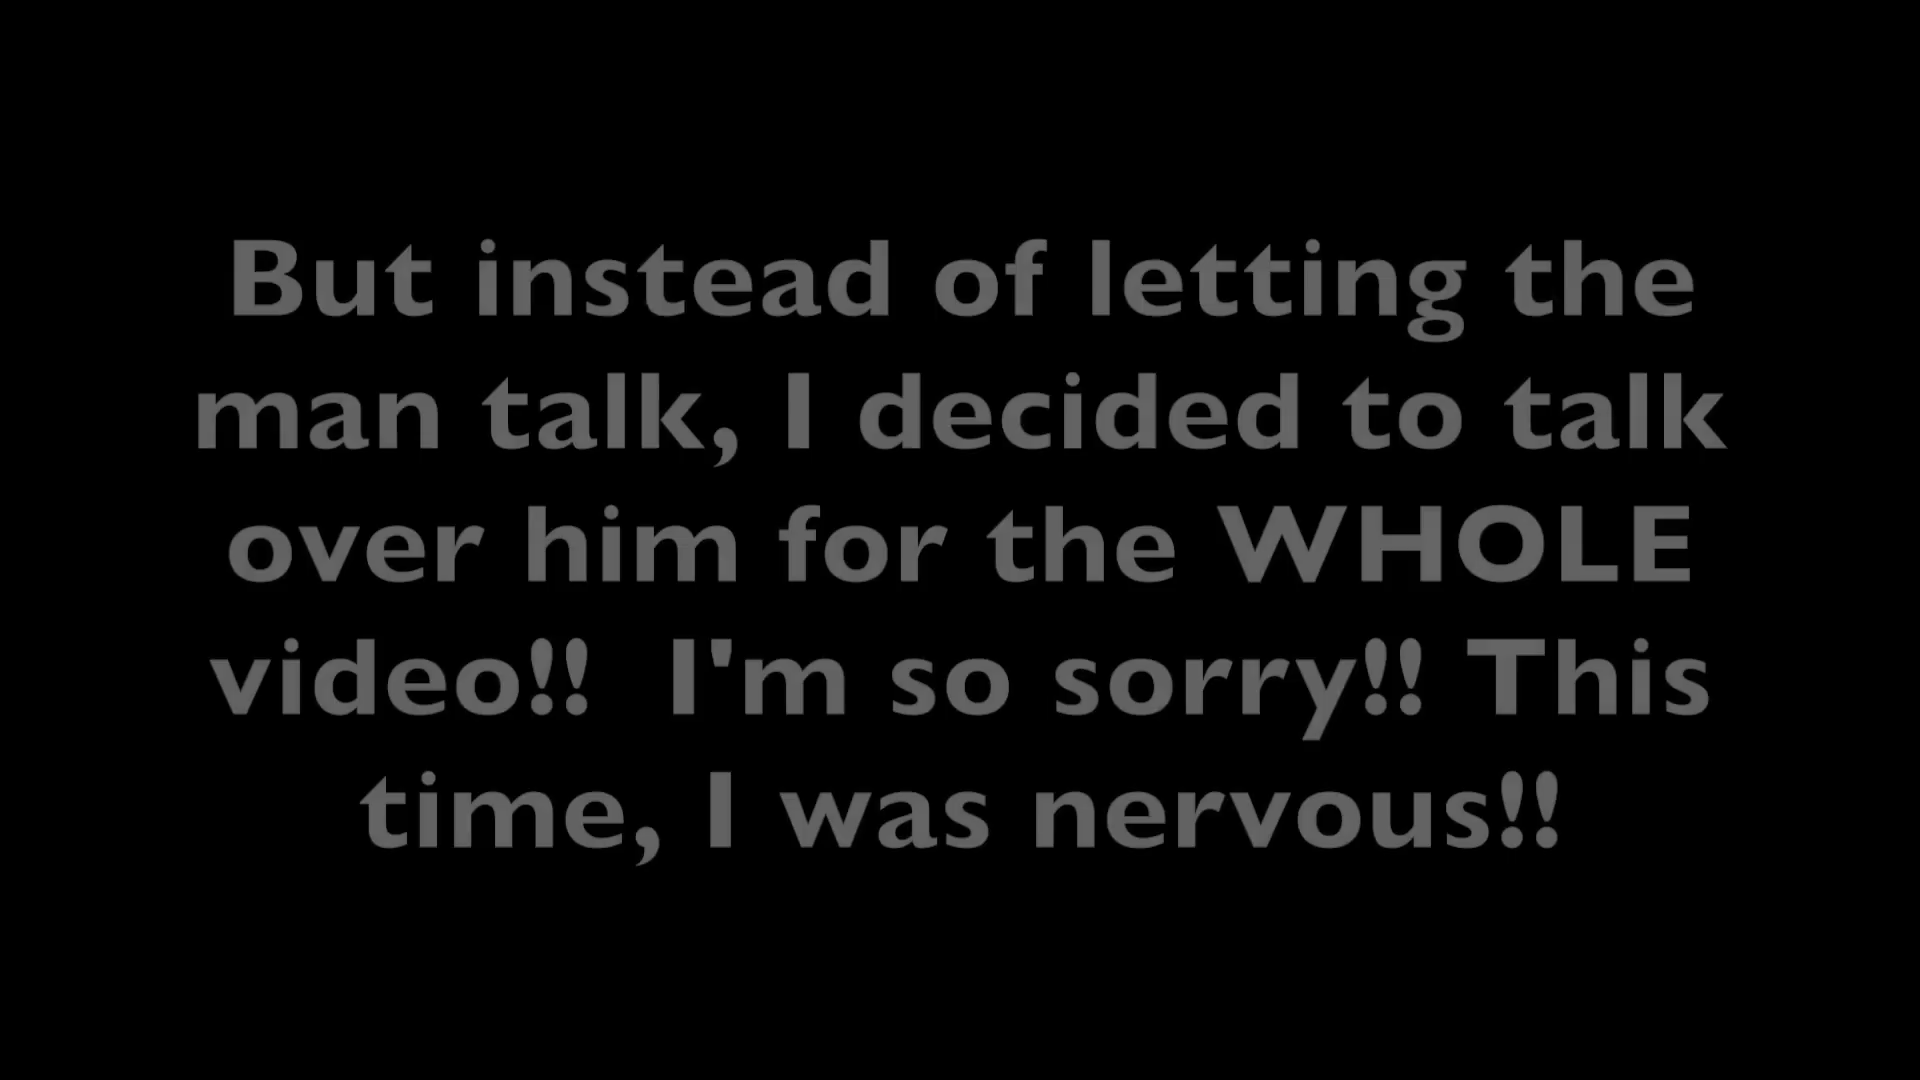 But instead of letting the
man talk, I decided to talk
over him for the WHOLE
video!!  I'm so sorry!! This
time, I was nervous!!